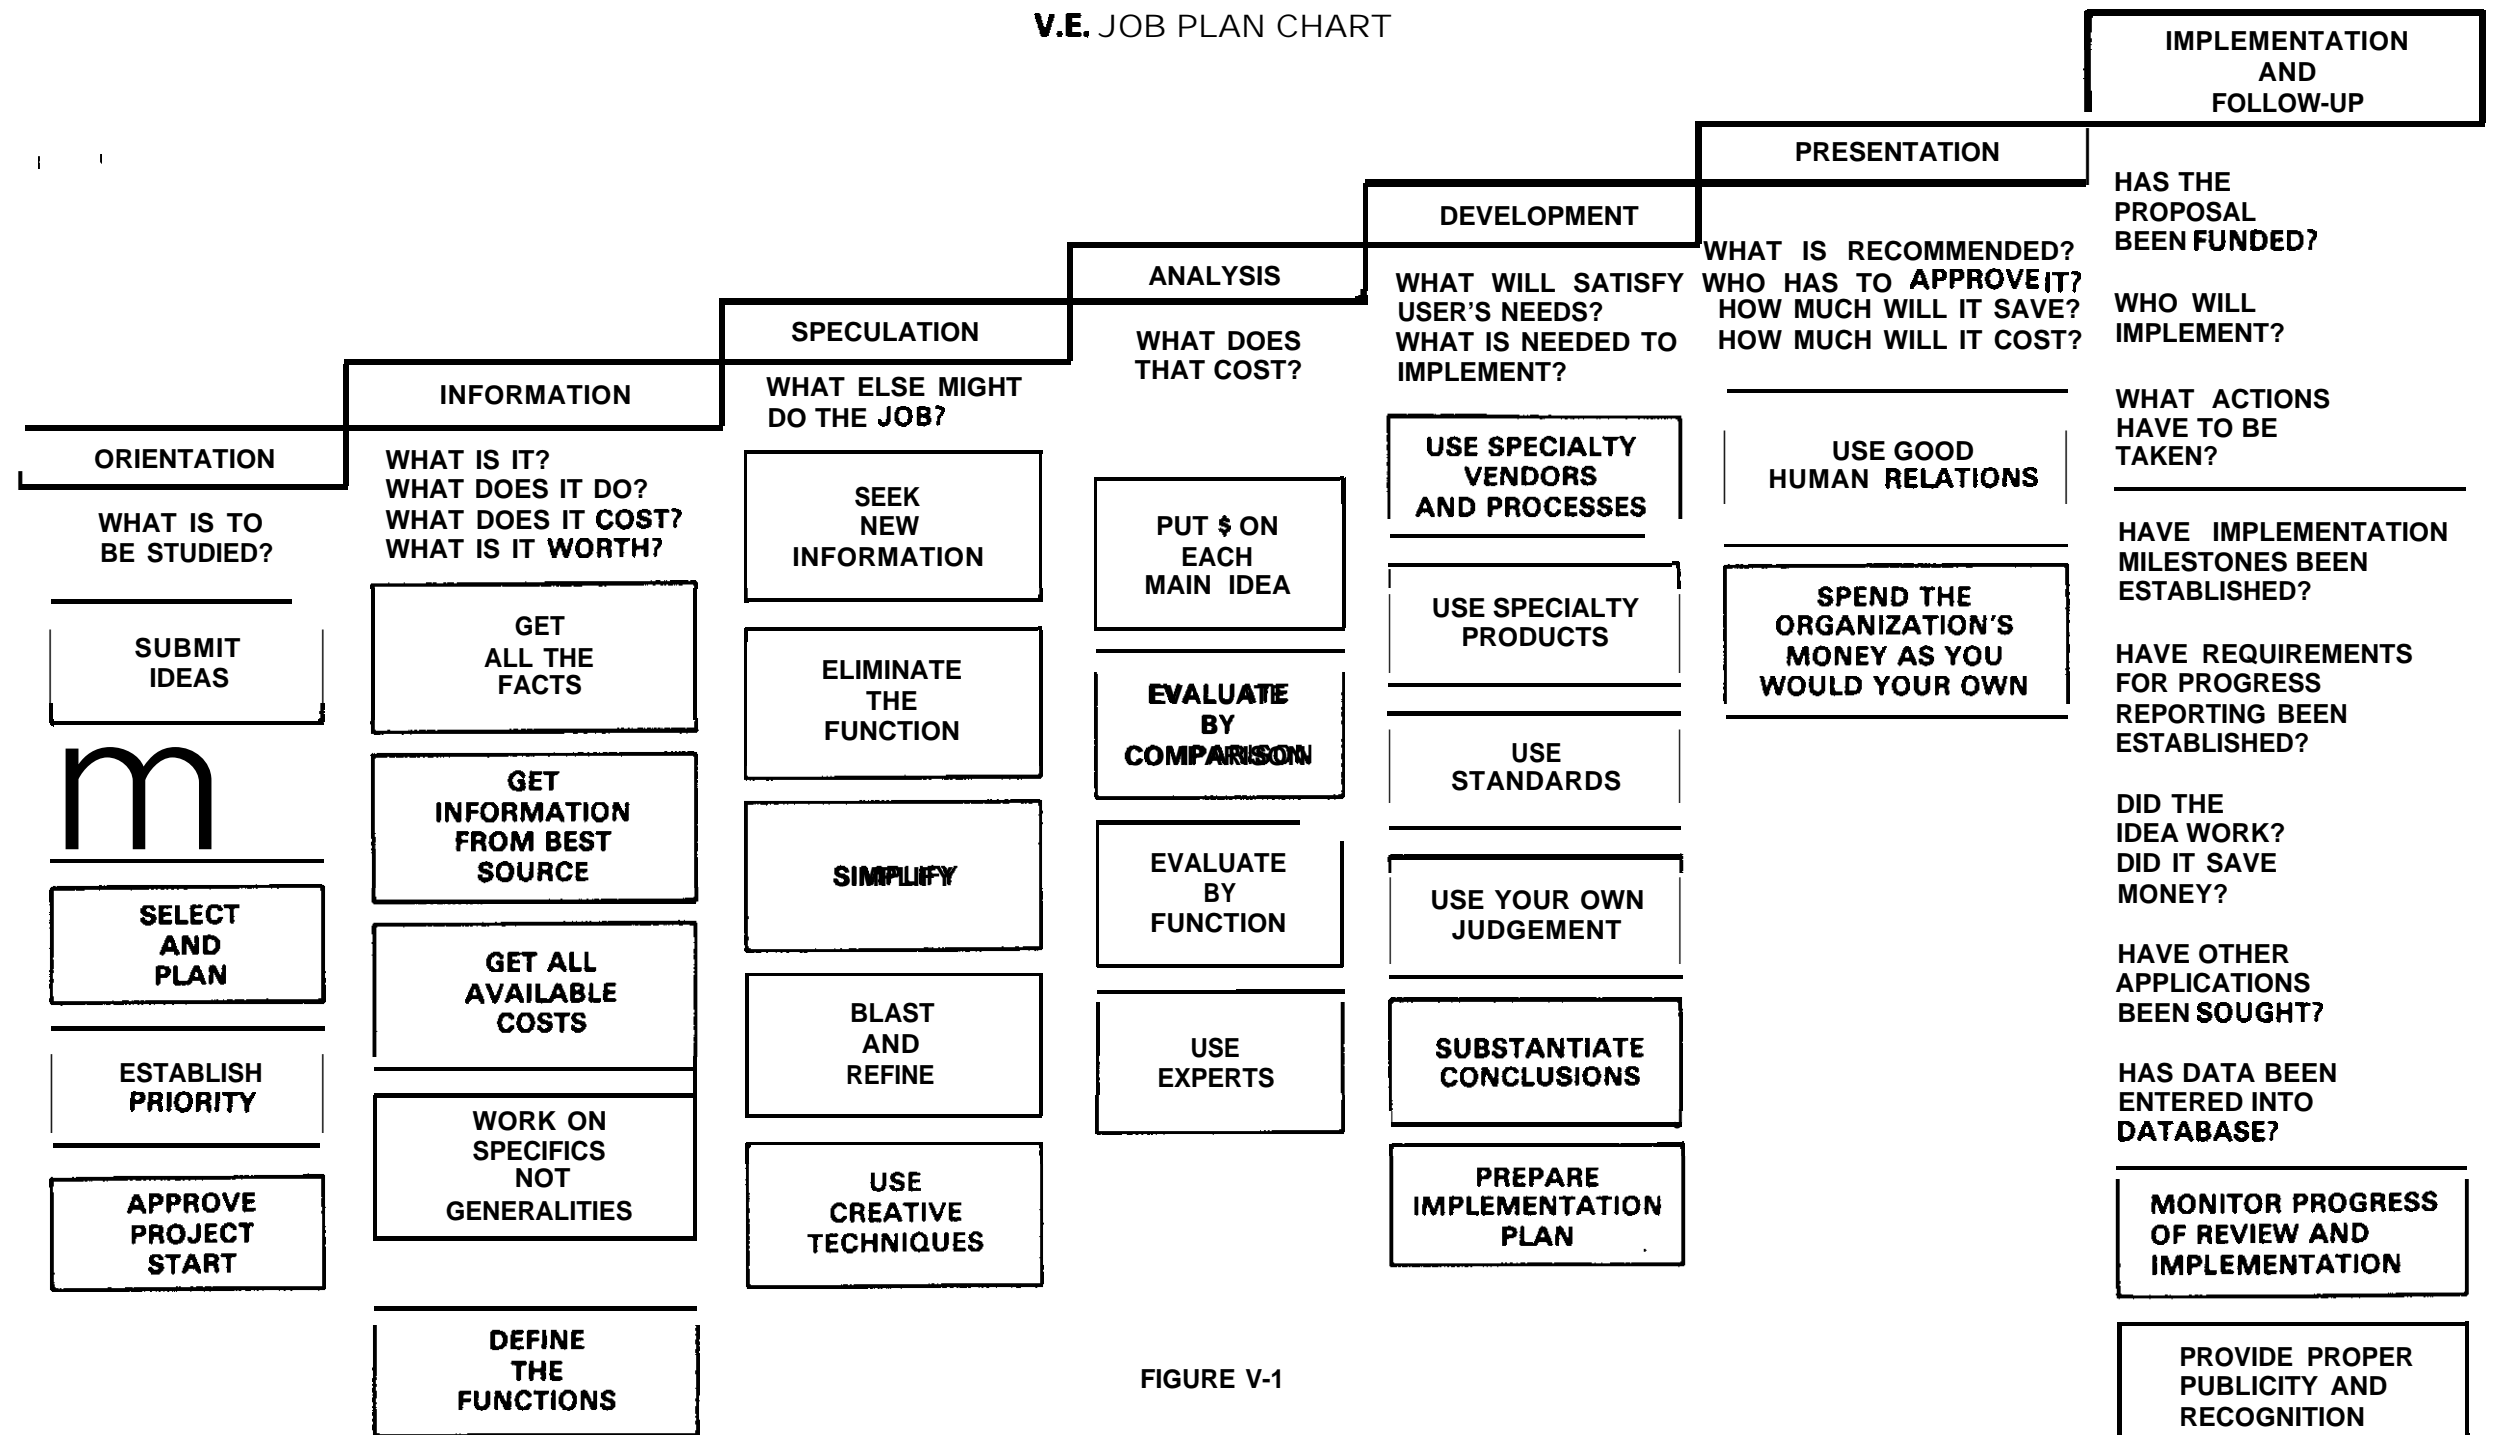 V.E. JOB PLAN CHART
ORIENTATION
WHAT IS TO
BE STUDIED?
SUBMIT
IDEAS
m
SELECT
AND
PLAN
ESTABLISH
PRIORITY
APPROVE
PROJECT
START
INFORMATION
WHAT IS IT?
WHAT DOES IT DO?
WHAT DOES IT COST?
WHAT IS IT WORTH?
GET
ALL THE
FACTS
GET
INFORMATION
FROM BEST
SOURCE
GET ALL
AVAILABLE
COSTS
WORK ON
SPECIFICS
NOT
GENERALITIES
DEFINE
THE
FUNCTIONS
SPECULATION
WHAT ELSE MIGHT
DO THE JOB?
SEEK
NEW
INFORMATION
ELIMINATE
THE
FUNCTION
SIMPLIFY
BLAST
AND
REFINE
USE
CREATIVE
TECHNIQUES
ANALYSIS
WHAT DOES
THAT COST?
PUT $ ON
EACH
MAIN IDEA
EVALUATE
BY
COMPARISON
EVALUATE
BY
FUNCTION
USE
EXPERTS
DEVELOPMENT
WHAT WILL SATISFY
USER'S NEEDS?
WHAT IS NEEDED TO
IMPLEMENT?
USE SPECIALTY
VENDORS
AND PROCESSES
USE SPECIALTY
PRODUCTS
USE
STANDARDS
USE YOUR OWN
JUDGEMENT
SUBSTANTIATE
CONCLUSIONS
PREPARE
IMPLEMENTATION
PLAN
PRESENTATION
WHAT IS RECOMMENDED?
WHO HAS TO APPROVE IT?
HOW MUCH WILL IT SAVE?
HOW MUCH WILL IT COST?
USE GOOD
HUMAN RELATIONS
SPEND THE
ORGANIZATION'S
MONEY AS YOU
WOULD YOUR OWN
IMPLEMENTATION
AND
FOLLOW-UP
HAS THE
PROPOSAL
BEEN FUNDED?
WHO WILL
IMPLEMENT?
WHAT ACTIONS
HAVE TO BE
TAKEN?
HAVE IMPLEMENTATION
MILESTONES BEEN
ESTABLISHED?
HAVE REQUIREMENTS
FOR PROGRESS
REPORTING BEEN
ESTABLISHED?
DID THE
IDEA WORK?
DID IT SAVE
MONEY?
HAVE OTHER
APPLICATIONS
BEEN SOUGHT?
HAS DATA BEEN
ENTERED INTO
DATABASE?
MONITOR PROGRESS
OF REVIEW AND
IMPLEMENTATION
PROVIDE PROPER
PUBLICITY AND
RECOGNITION
FIGURE V-1